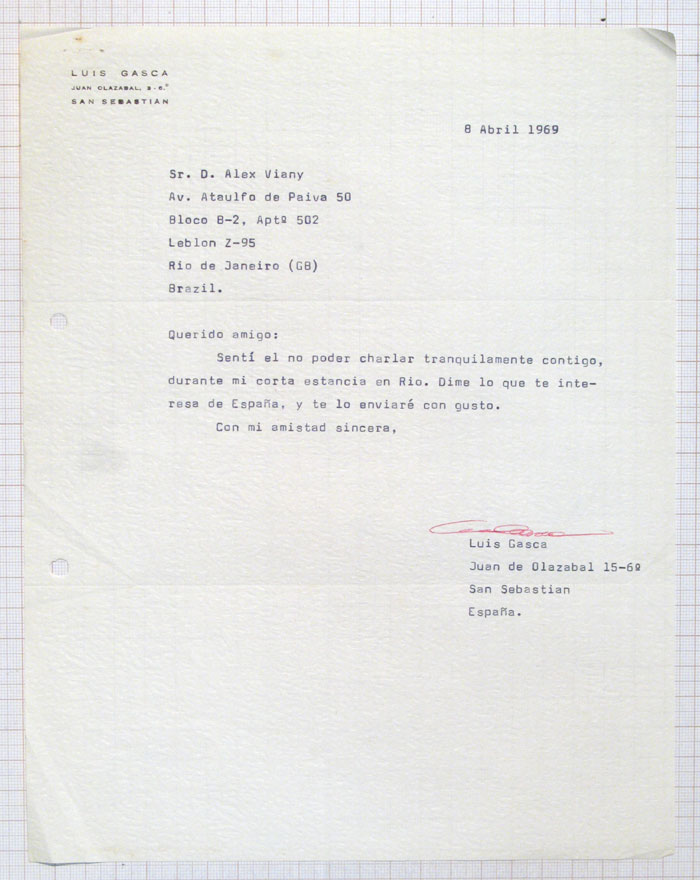 LUIS GASCA
JUAN OLAZABAL, 3-6.º
SAN SEBASTIÁN
8 Abril 1969
Sr. D. Alex Viany
Av. Ataulfo de Paiva 50
Bloco B-2, Aptº 502
Leblon Z-95
Rio de Janeiro (GB)
Brazil.
Querido amigo:
Sentí el no poder charlar tranquilamente contigo,
durante mi corta estancia en Rio. Dime lo que te inte-
resa de España, y te lo enviaré con gusto.
Con mi amistad sincera,
Luis Gasca
Juan de Olazabal 15-6º
San Sebastian
España.